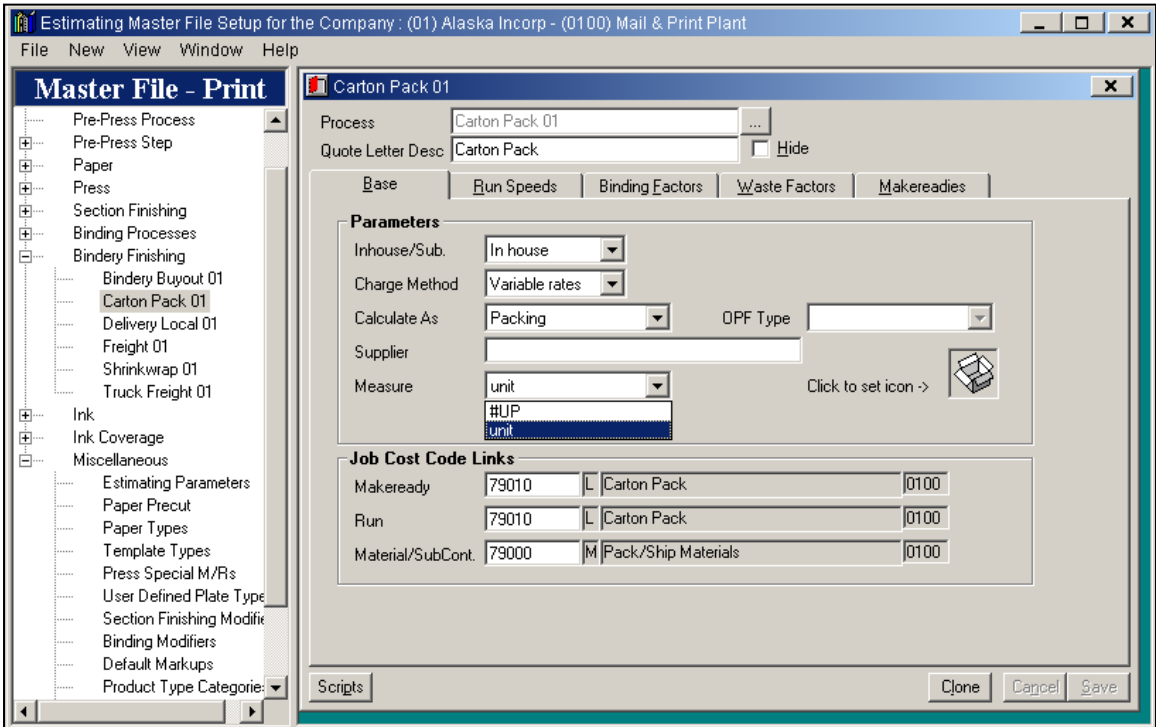 Estimating Master File Setup for the Company : (01) Alaska Incorp - (0100) Mail & Print Plant
File New View Window Help
Master File - Print
Pre-Press Process
Pre-Press Step
Paper
Press
Section Finishing
Binding Processes
Bindery Finishing
Bindery Buyout 01
Carton Pack 01
Delivery Local 01
Freight 01
Shrinkwrap 01
Truck Freight 01
Ink
Ink Coverage
Miscellaneous
Estimating Parameters
Paper Precut
Paper Types
Template Types
Press Special M/Rs
User Defined Plate Type
Section Finishing Modifie
Binding Modifiers
Default Markups
Product Type Categories
Carton Pack 01
Process Carton Pack 01 ...
Quote Letter Desc Carton Pack Hide
Base Run Speeds Binding Factors Waste Factors Makereadies
Parameters
Inhouse/Sub. In house
Charge Method Variable rates
Calculate As Packing OPF Type
Supplier
Measure unit Click to set icon ->
#UP
unit
Job Cost Code Links
Makeready 79010 L Carton Pack 0100
Run 79010 L Carton Pack 0100
Material/SubCont. 79000 M Pack/Ship Materials 0100
Scripts Clone Cancel Save